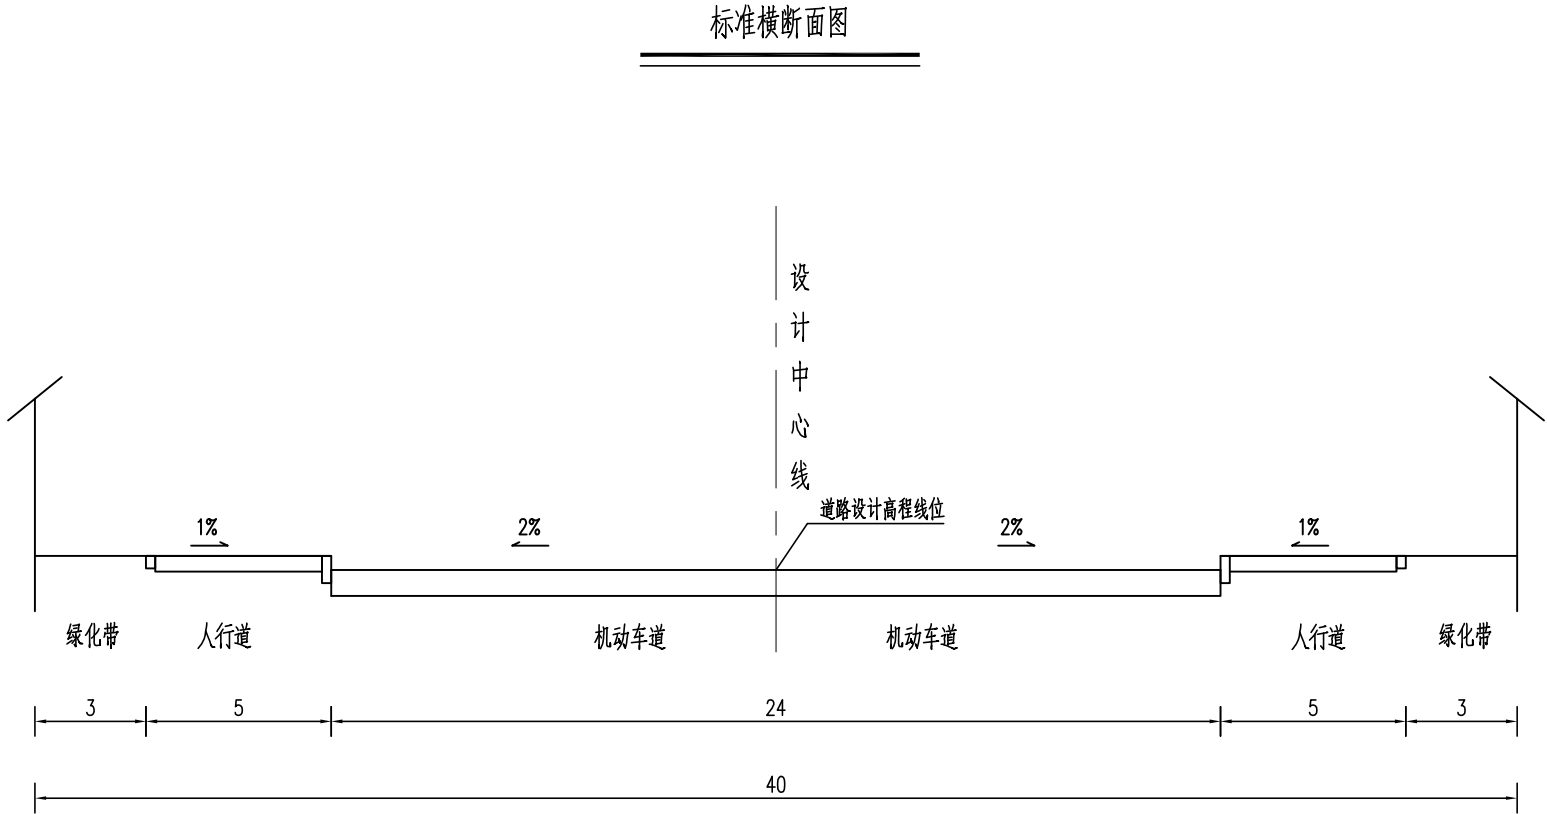 标准横断面图
设计中心线
道路设计高程线位
1% 2% 2% 1%
绿化带 人行道 机动车道 机动车道 人行道 绿化带
3 5 24 5 3
40